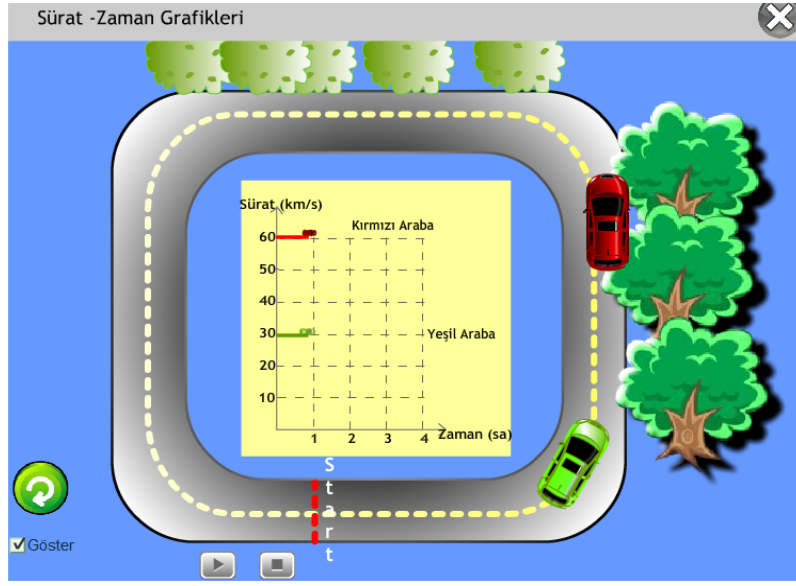 Sürat -Zaman Grafikleri
Sürat (km/s)
Kırmızı Araba
60
50
40
30
Yeşil Araba
20
10
1 2 3 4 Zaman (sa)
Start
Göster